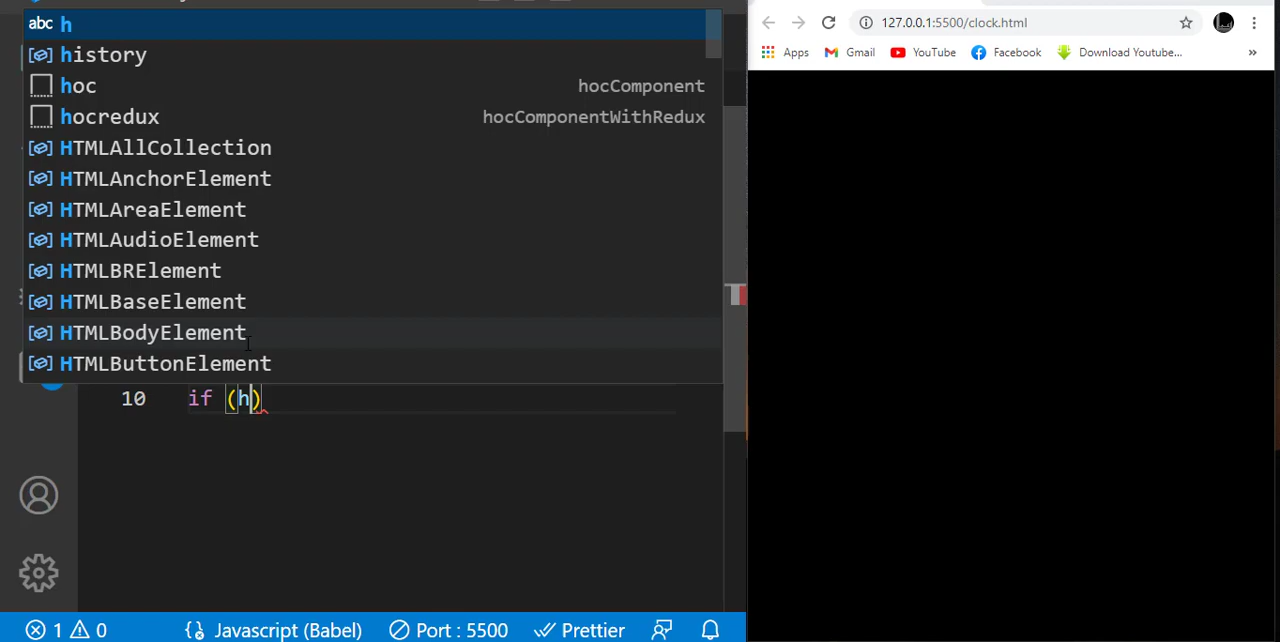 abc h
history
hoc hocComponent
hocredux hocComponentWithRedux
HTMLAllCollection
HTMLAnchorElement
HTMLAreaElement
HTMLAudioElement
HTMLBRElement
HTMLBaseElement
HTMLBodyElement
HTMLButtonElement
10 if (h)
1 0 Javascript (Babel) Port : 5500 Prettier
127.0.0.1:5500/clock.html
Apps Gmail YouTube Facebook Download Youtube... »